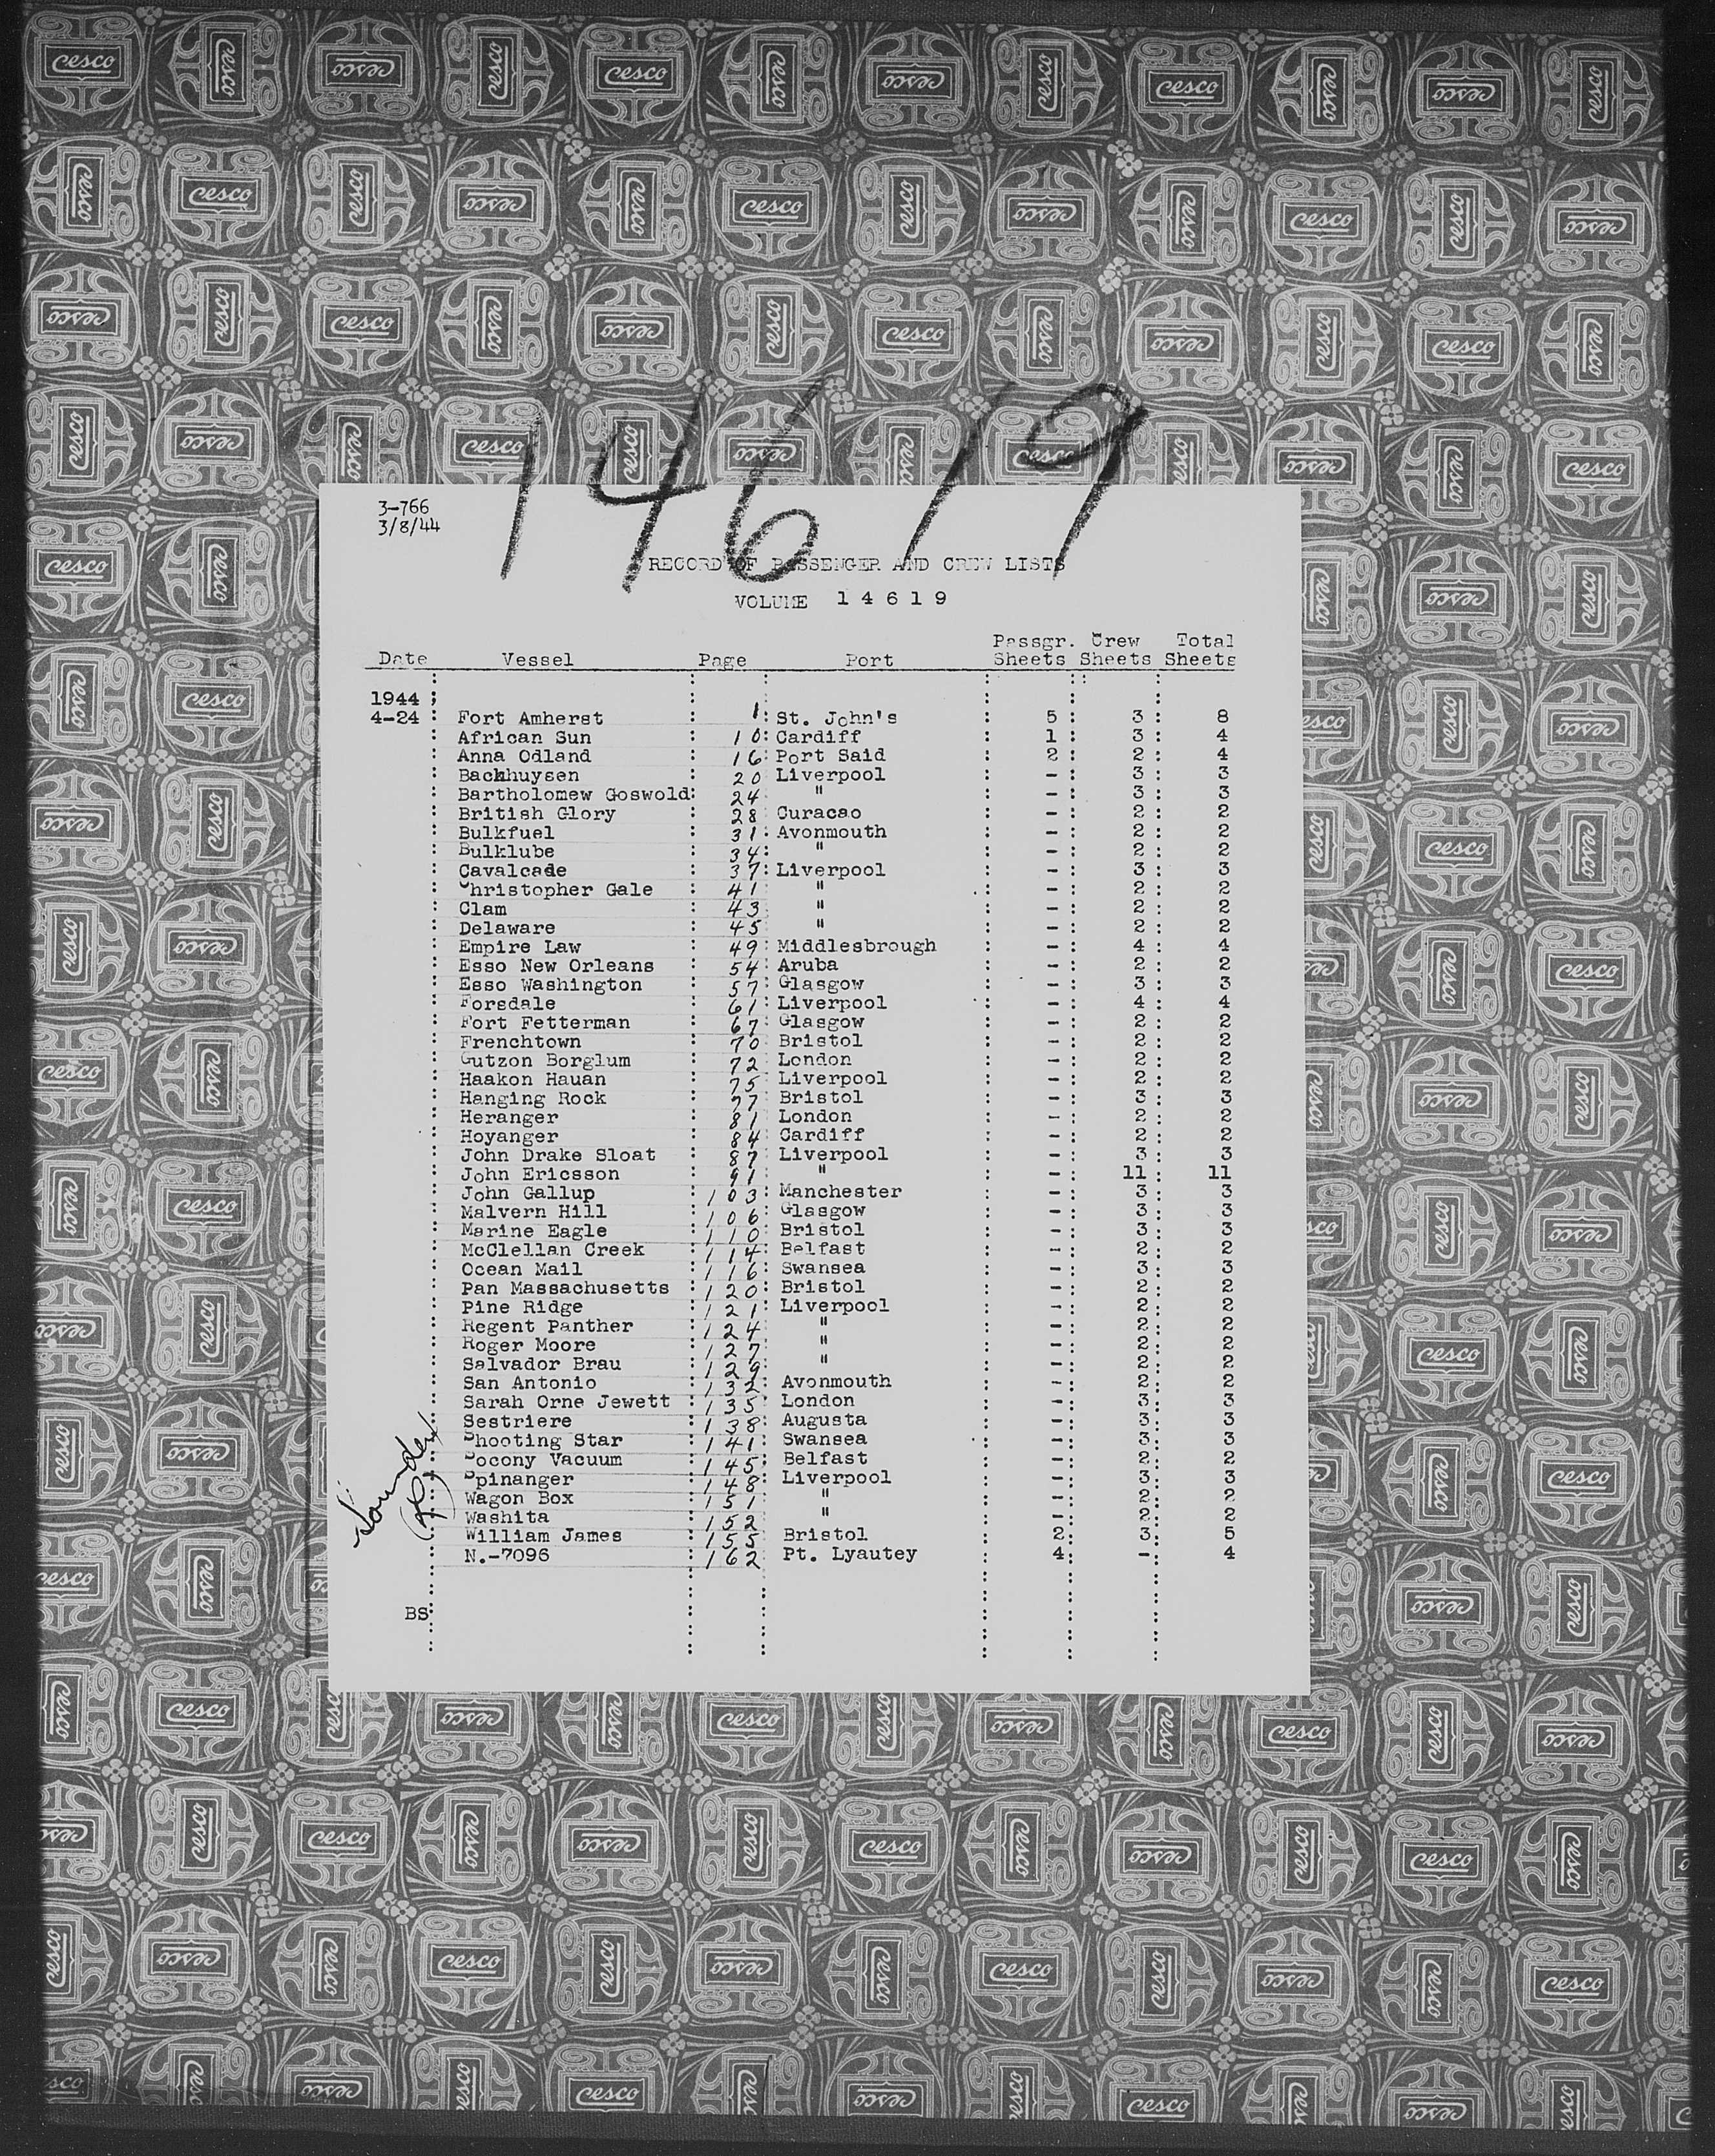 14619
3-766
3/8/44
RECORD OF PASSENGER AND CREW LISTS
VOLUME 14619
Passgr. Crew Total
Date Vessel Page Port Sheets Sheets Sheets
1944
4-24 Fort Amherst 1 St. John's 5 3 8
African Sun 10 Cardiff 1 3 4
Anna Odland 16 Port Said 2 2 4
Backhuysen 20 Liverpool - 3 3
Bartholomew Goswold 24 " - 3 3
British Glory 28 Curacao - 2 2
Bulkfuel 31 Avonmouth - 2 2
Bulklube 34 " - 2 2
Cavalcade 37 Liverpool - 3 3
Christopher Gale 41 " - 2 2
Clam 43 " - 2 2
Delaware 45 " - 2 2
Empire Law 49 Middlesbrough - 4 4
Esso New Orleans 54 Aruba - 2 2
Esso Washington 57 Glasgow - 3 3
Forsdale 61 Liverpool - 4 4
Fort Fetterman 67 Glasgow - 2 2
Frenchtown 70 Bristol - 2 2
Gutzon Borglum 72 London - 2 2
Haakon Hauan 75 Liverpool - 2 2
Hanging Rock 77 Bristol - 3 3
Heranger 81 London - 2 2
Hoyanger 84 Cardiff - 2 2
John Drake Sloat 87 Liverpool - 3 3
John Ericsson 91 " - 11 11
John Gallup 103 Manchester - 3 3
Malvern Hill 106 Glasgow - 3 3
Marine Eagle 110 Bristol - 3 3
McClellan Creek 114 Belfast - 2 2
Ocean Mail 116 Swansea - 3 3
Pan Massachusetts 120 Bristol - 2 2
Pine Ridge 121 Liverpool - 2 2
Regent Panther 124 " - 2 2
Roger Moore 127 " - 2 2
Salvador Brau 129 " - 2 2
San Antonio 132 Avonmouth - 2 2
Sarah Orne Jewett 135 London - 3 3
Sestriere 138 Augusta - 3 3
Shooting Star 141 Swansea - 3 3
Socony Vacuum 145 Belfast - 2 2
Spinanger 148 Liverpool - 3 3
Wagon Box 151 " - 2 2
Washita 152 " - 2 2
William James 155 Bristol 2 3 5
N.-7096 162 Pt. Lyautey 4 - 4
BS
cesco